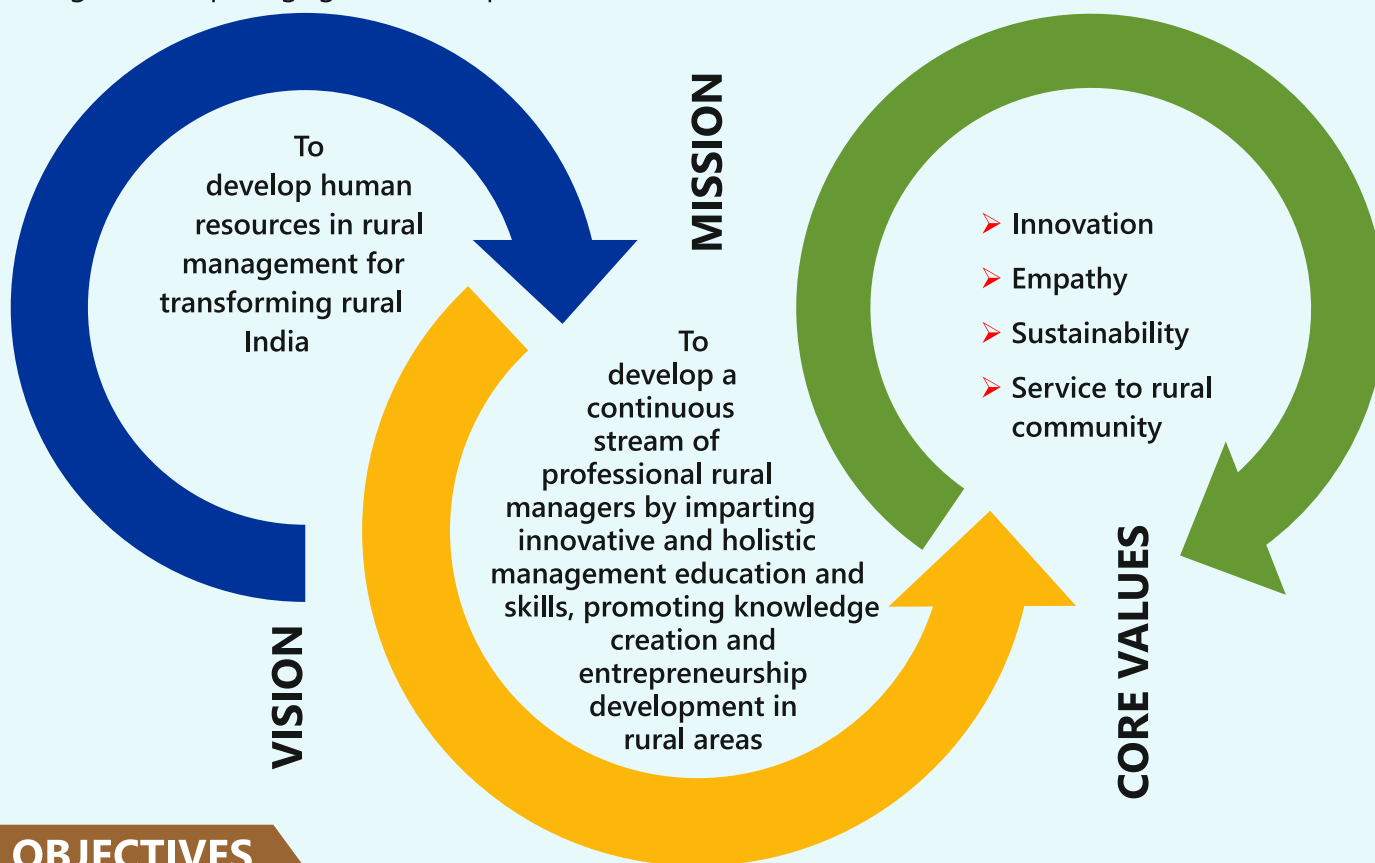 To
develop human
resources in rural
management for
transforming rural
India
VISION
MISSION
To
develop a
continuous
stream of
professional rural
managers by imparting
innovative and holistic
management education and
skills, promoting knowledge
creation and
entrepreneurship
development in
rural areas
➢ Innovation
➢ Empathy
➢ Sustainability
➢ Service to rural
community
CORE VALUES
OBJECTIVES